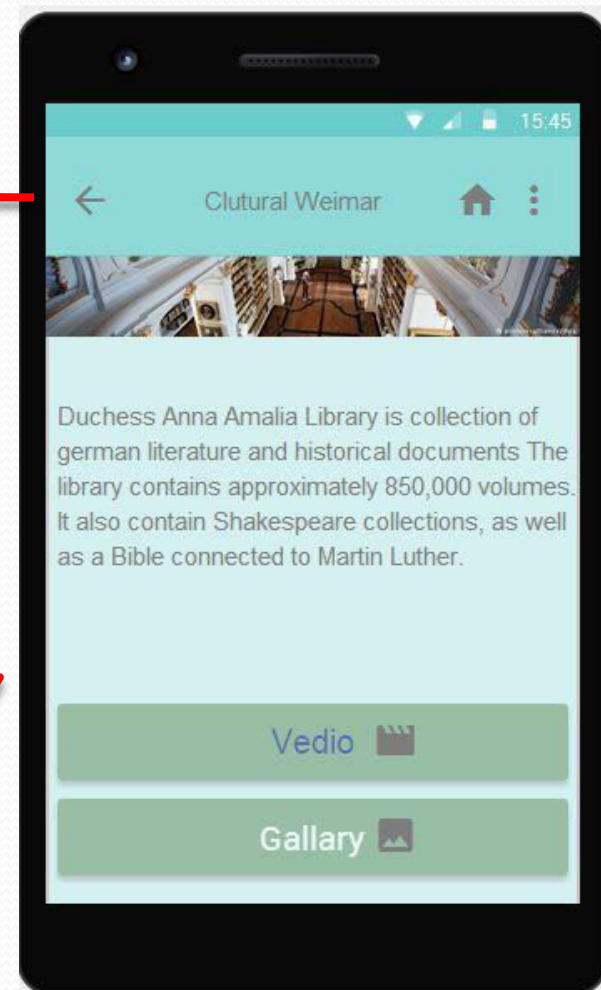 15:45
Clutural Weimar
Duchess Anna Amalia Library is collection of
german literature and historical documents The
library contains approximately 850,000 volumes.
It also contain Shakespeare collections, as well
as a Bible connected to Martin Luther.
Vedio
Gallary